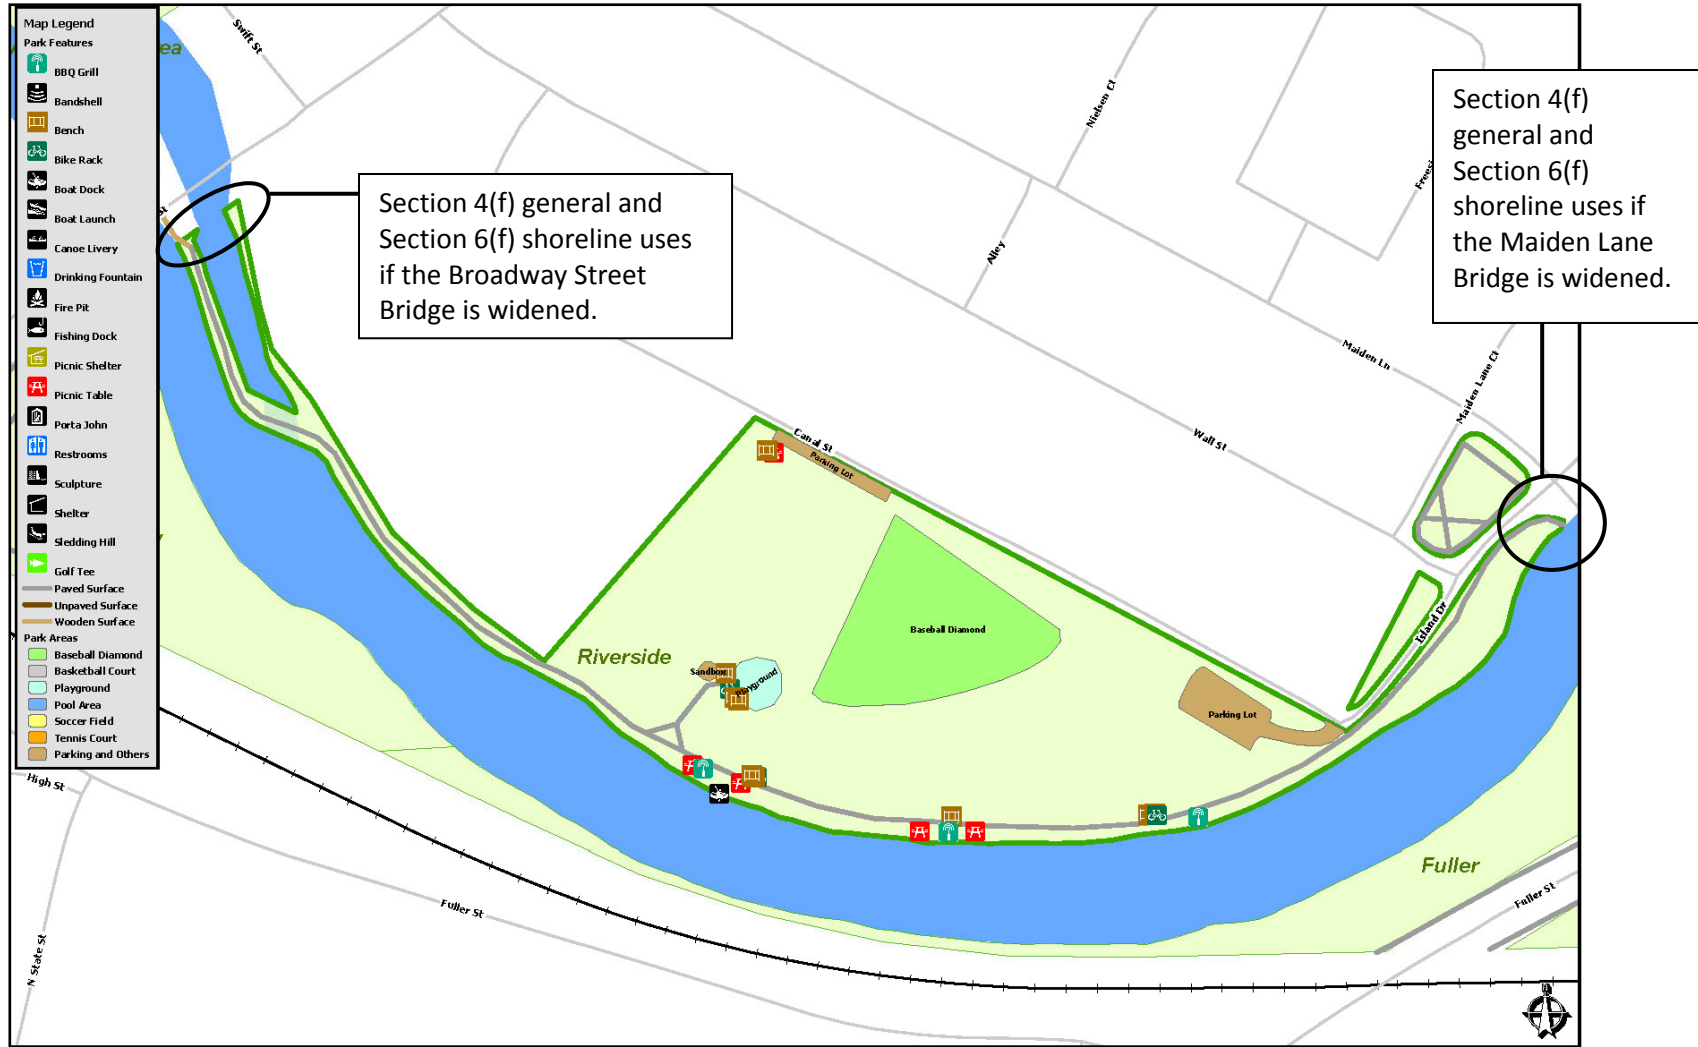 Map Legend
Park Features
BBQ Grill
Bandshell
Bench
Bike Rack
Boat Dock
Boat Launch
Canoe Livery
Drinking Fountain
Fire Pit
Fishing Dock
Picnic Shelter
Picnic Table
Porta John
Restrooms
Sculpture
Shelter
Sledding Hill
Golf Tee
Paved Surface
Unpaved Surface
Wooden Surface
Park Areas
Baseball Diamond
Basketball Court
Playground
Pool Area
Soccer Field
Tennis Court
Parking and Others
ea
Swift St
St
Section 4(f) general and
Section 6(f) shoreline uses
if the Broadway Street
Bridge is widened.
Nielsen Ct
Alley
Section 4(f)
general and
Section 6(f)
shoreline uses if
the Maiden Lane
Bridge is widened.
Maiden Ln
Maiden Lane Ct
Wall St
Canal St
Parking Lot
Baseball Diamond
Riverside
Sandbox
Playground
Island Dr
Parking Lot
High St
N State St
Fuller St
Fuller
Fuller St